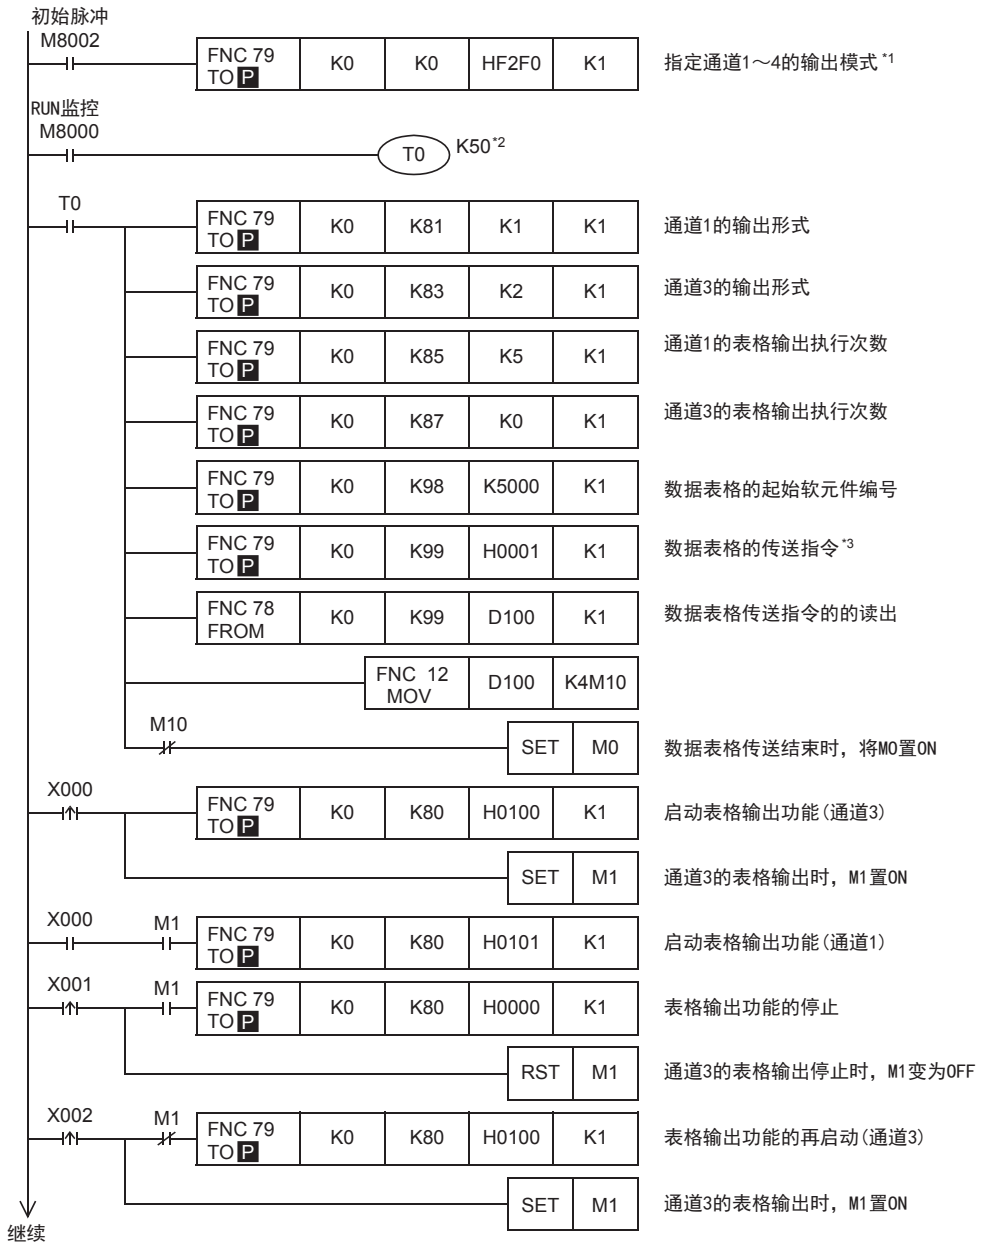 初始脉冲
M8002
FNC 79 TO P K0 K0 HF2F0 K1 指定通道1～4的输出模式 *1
RUN监控
M8000
T0 K50 *2
T0
FNC 79 TO P K0 K81 K1 K1 通道1的输出形式
FNC 79 TO P K0 K83 K2 K1 通道3的输出形式
FNC 79 TO P K0 K85 K5 K1 通道1的表格输出执行次数
FNC 79 TO P K0 K87 K0 K1 通道3的表格输出执行次数
FNC 79 TO P K0 K98 K5000 K1 数据表格的起始软元件编号
FNC 79 TO P K0 K99 H0001 K1 数据表格的传送指令 *3
FNC 78 FROM K0 K99 D100 K1 数据表格传送指令的的读出
FNC 12 MOV D100 K4M10
M10
SET M0 数据表格传送结束时，将M0置ON
X000
FNC 79 TO P K0 K80 H0100 K1 启动表格输出功能(通道3)
SET M1 通道3的表格输出时，M1置ON
X000 M1
FNC 79 TO P K0 K80 H0101 K1 启动表格输出功能(通道1)
X001 M1
FNC 79 TO P K0 K80 H0000 K1 表格输出功能的停止
RST M1 通道3的表格输出停止时，M1变为OFF
X002 M1
FNC 79 TO P K0 K80 H0100 K1 表格输出功能的再启动(通道3)
SET M1 通道3的表格输出时，M1置ON
继续